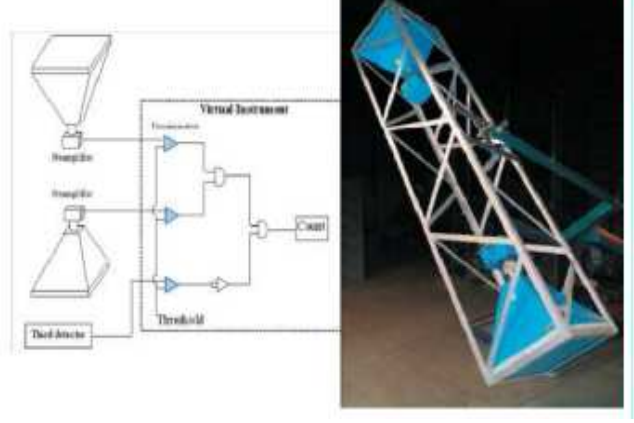 Virtual Instrument
Preamplifier
Preamplifier
Count
Threshold
Third detector